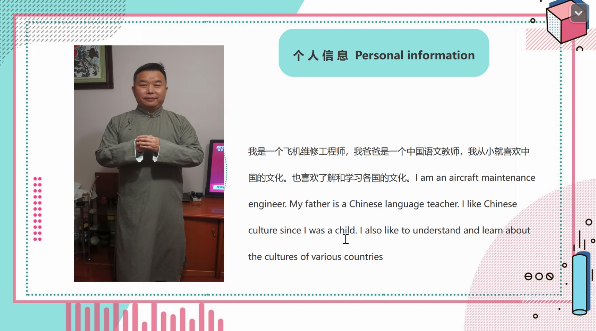 个人信息 Personal information
我是一个飞机维修工程师，我爸爸是一个中国语文教师，我从小就喜欢中
国的文化。也喜欢了解和学习各国的文化。I am an aircraft maintenance
engineer. My father is a Chinese language teacher. I like Chinese
culture since I was a child. I also like to understand and learn about
the cultures of various countries